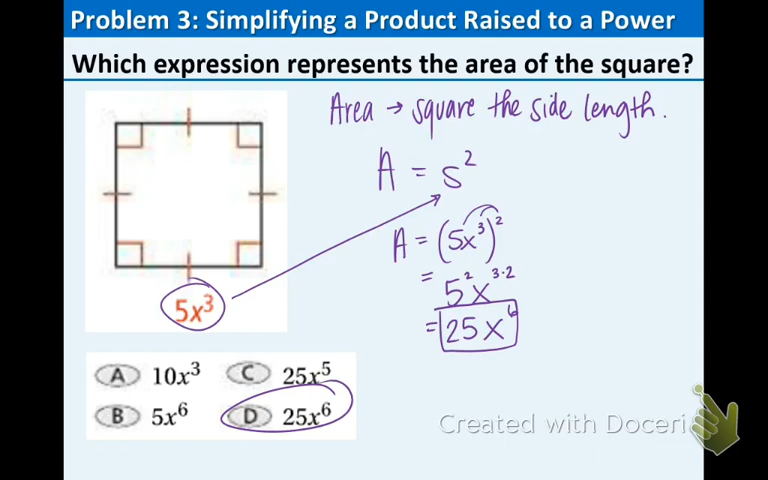 Problem 3: Simplifying a Product Raised to a Power
Which expression represents the area of the square?
Area → square the side length.
A = s²
A = (5x³)²
= 5²x³·²
= 25x⁶
5x³
A 10x³ C 25x⁵
B 5x⁶ D 25x⁶
Created with Doceri